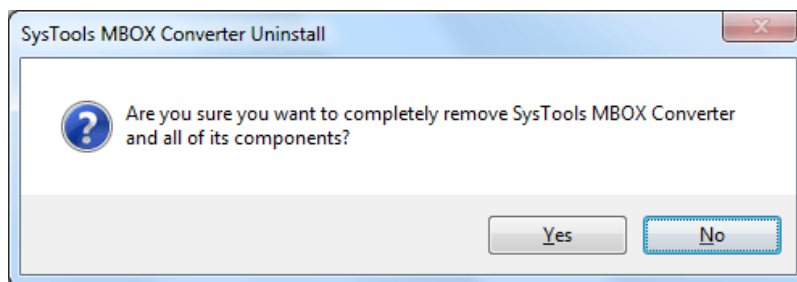 SysTools MBOX Converter Uninstall
Are you sure you want to completely remove SysTools MBOX Converter
and all of its components?
Yes No